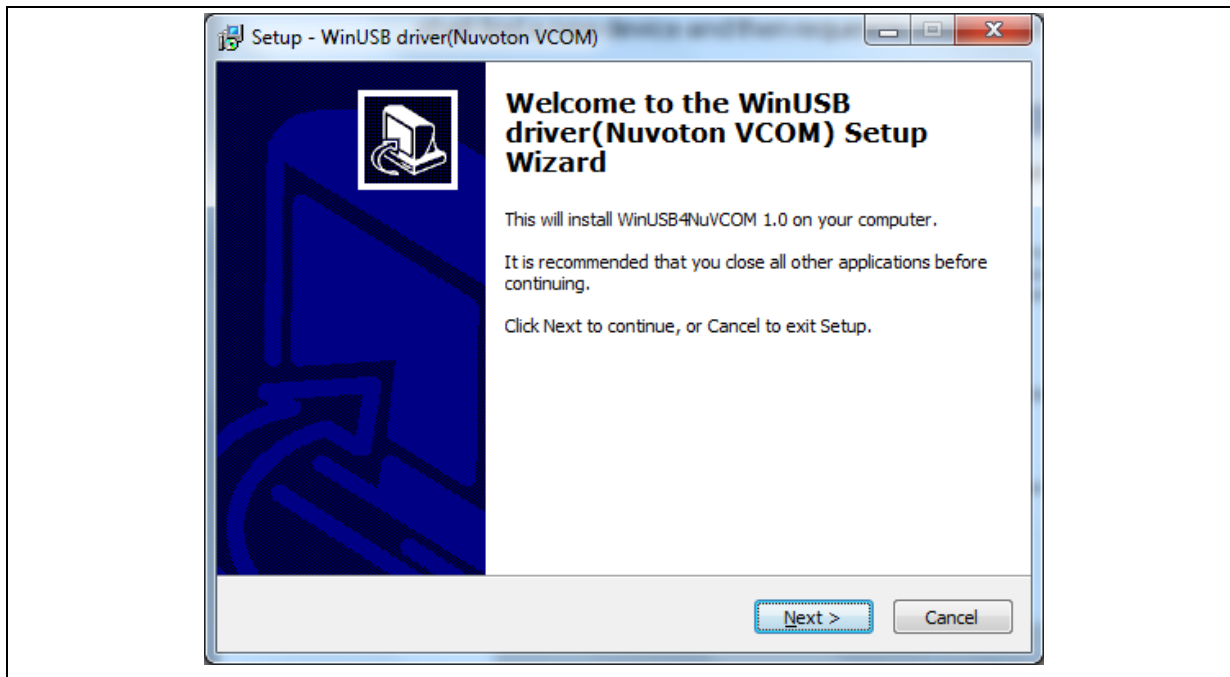 Setup - WinUSB driver(Nuvoton VCOM)
Welcome to the WinUSB
driver(Nuvoton VCOM) Setup
Wizard
This will install WinUSB4NuVCOM 1.0 on your computer.
It is recommended that you close all other applications before
continuing.
Click Next to continue, or Cancel to exit Setup.
Next >
Cancel